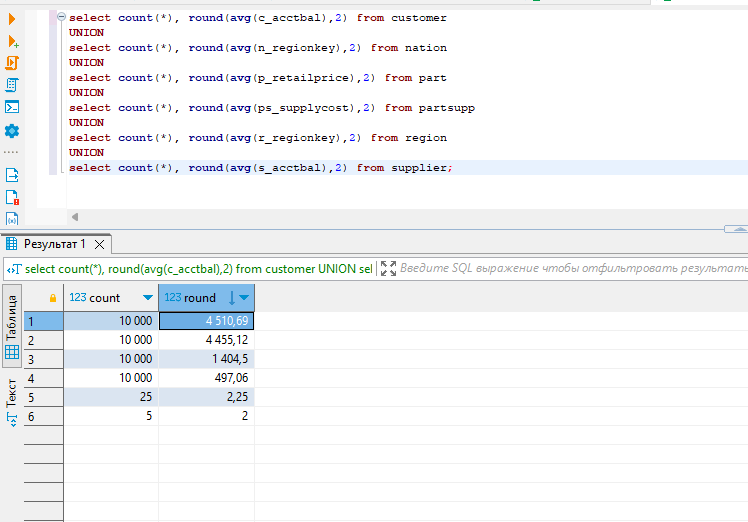 select count(*), round(avg(c_acctbal),2) from customer
UNION
select count(*), round(avg(n_regionkey),2) from nation
UNION
select count(*), round(avg(p_retailprice),2) from part
UNION
select count(*), round(avg(ps_supplycost),2) from partsupp
UNION
select count(*), round(avg(r_regionkey),2) from region
UNION
select count(*), round(avg(s_acctbal),2) from supplier;
Результат 1
select count(*), round(avg(c_acctbal),2) from customer UNION sel
Введите SQL выражение чтобы отфильтровать результаты
Таблица
Текст
123 count 123 round
1 10 000 4 510,69
2 10 000 4 455,12
3 10 000 1 404,5
4 10 000 497,06
5 25 2,25
6 5 2